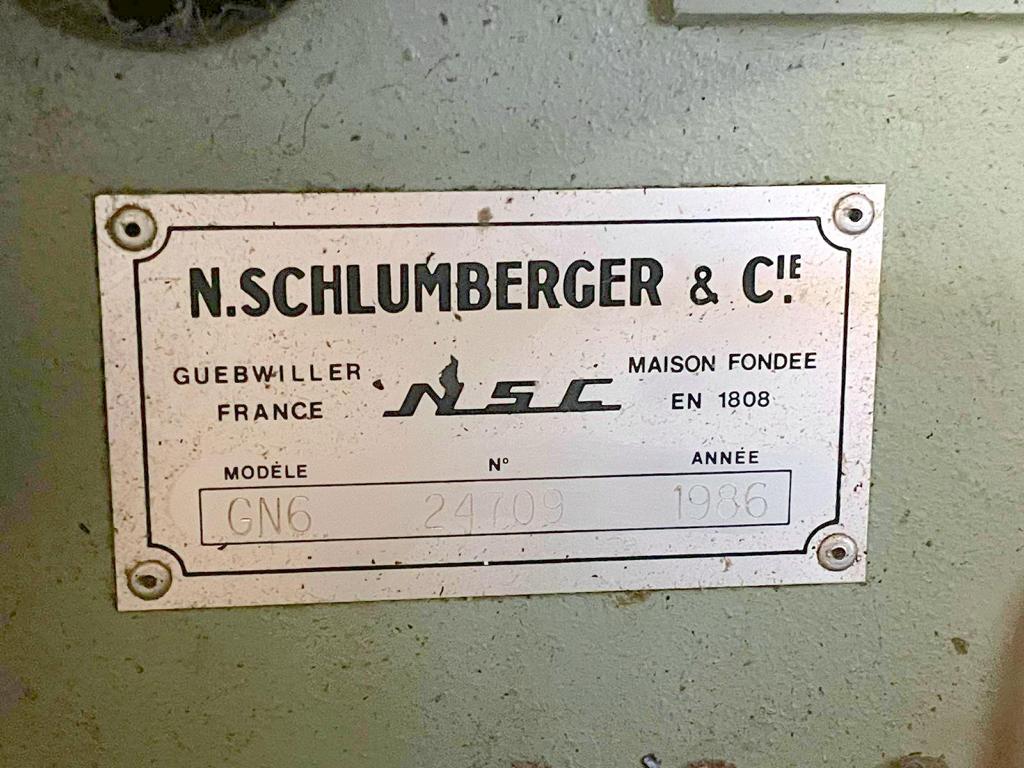 N.SCHLUMBERGER & CIE.
GUEBWILLER
FRANCE
NSC
MAISON FONDEE
EN 1808
MODÈLE N° ANNÉE
GN6 24709 1986